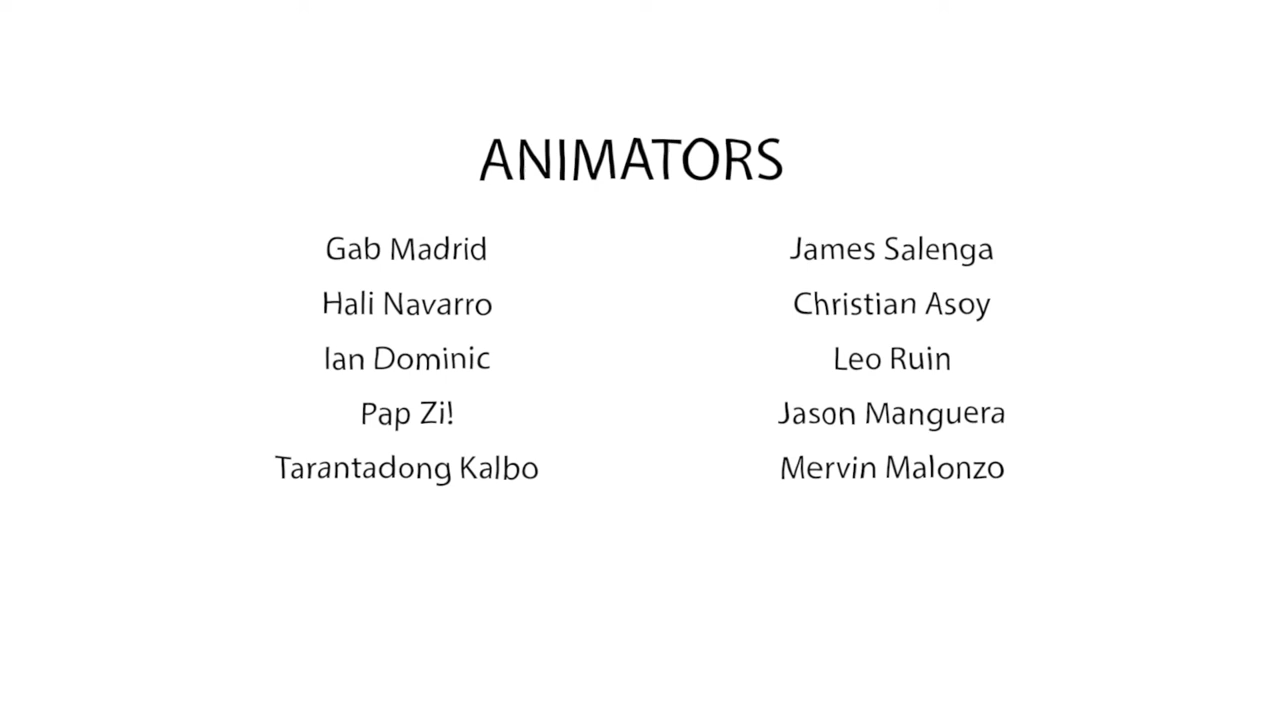 ANIMATORS
Gab Madrid
Hali Navarro
Ian Dominic
Pap Zi!
Tarantadong Kalbo
James Salenga
Christian Asoy
Leo Ruin
Jason Manguera
Mervin Malonzo